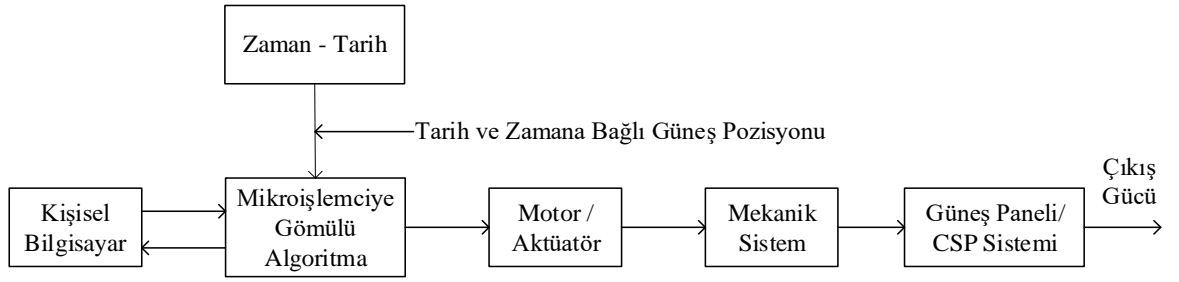 Zaman - Tarih
Tarih ve Zamana Bağlı Güneş Pozisyonu
Kişisel
Bilgisayar
Mikroişlemciye
Gömülü
Algoritma
Motor /
Aktüatör
Mekanik
Sistem
Güneş Paneli/
CSP Sistemi
Çıkış
Gücü